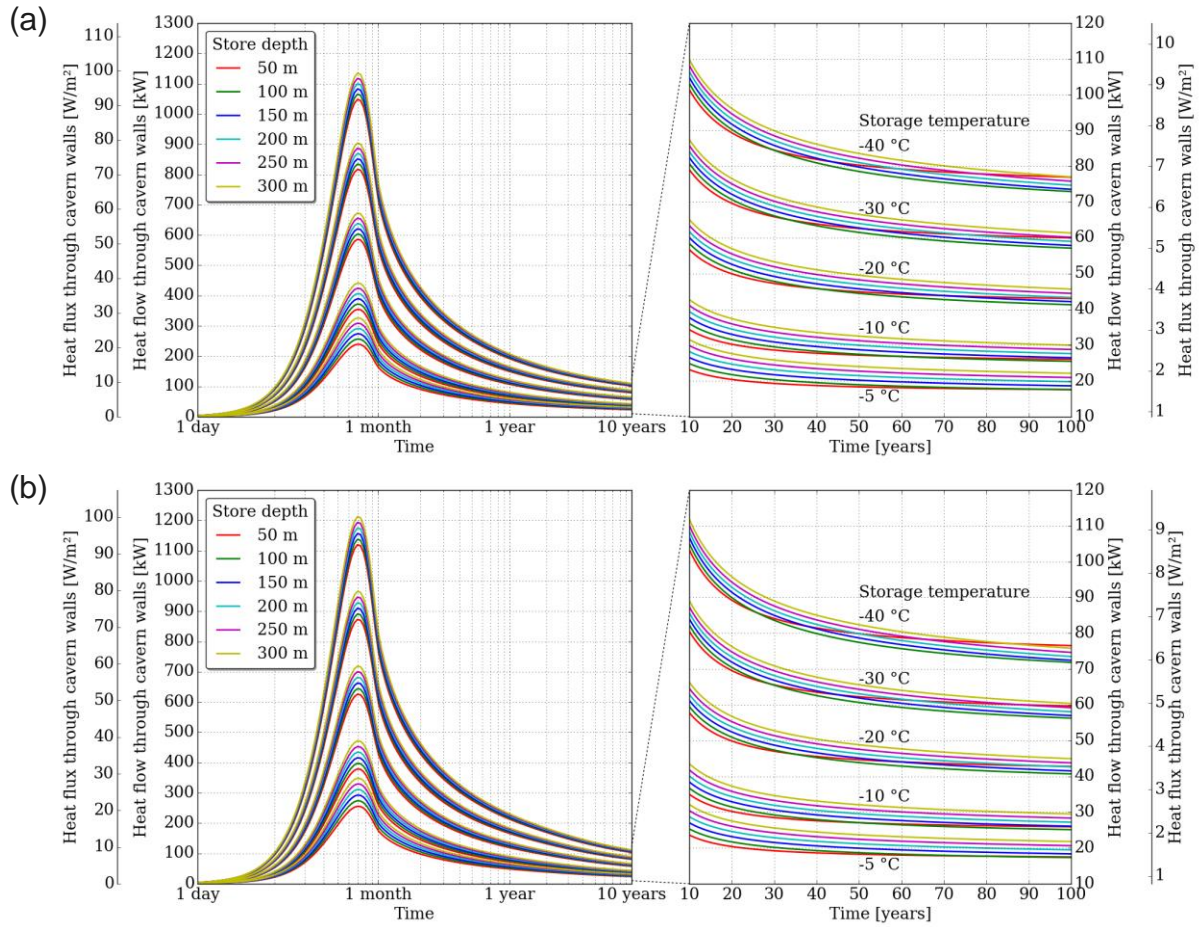 (a)
Heat flux through cavern walls [W/m²]
110
100
90
80
70
60
50
40
30
20
10
0
Heat flow through cavern walls [kW]
1300
1200
1100
1000
900
800
700
600
500
400
300
200
100
0
Store depth
50 m
100 m
150 m
200 m
250 m
300 m
1 day 1 month 1 year 10 years
Time
Storage temperature
-40 °C
-30 °C
-20 °C
-10 °C
-5 °C
10 20 30 40 50 60 70 80 90 100
Time [years]
120
110
100
90
80
70
60
50
40
30
20
10
Heat flow through cavern walls [kW]
10
9
8
7
6
5
4
3
2
1
Heat flux through cavern walls [W/m²]
(b)
Heat flux through cavern walls [W/m²]
100
90
80
70
60
50
40
30
20
10
0
Heat flow through cavern walls [kW]
1300
1200
1100
1000
900
800
700
600
500
400
300
200
100
0
Store depth
50 m
100 m
150 m
200 m
250 m
300 m
1 day 1 month 1 year 10 years
Time
Storage temperature
-40 °C
-30 °C
-20 °C
-10 °C
-5 °C
10 20 30 40 50 60 70 80 90 100
Time [years]
120
110
100
90
80
70
60
50
40
30
20
10
Heat flow through cavern walls [kW]
9
8
7
6
5
4
3
2
1
Heat flux through cavern walls [W/m²]